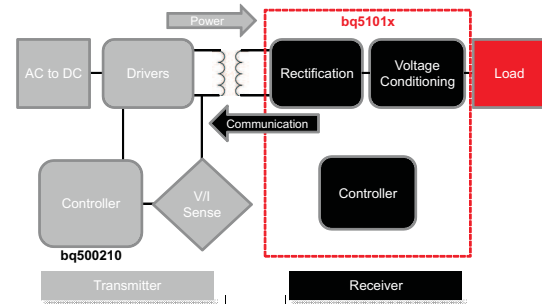 Power
bq5101x
AC to DC
Drivers
Rectification
Voltage
Conditioning
Load
Communication
Controller
V/I
Sense
Controller
bq500210
Transmitter
Receiver